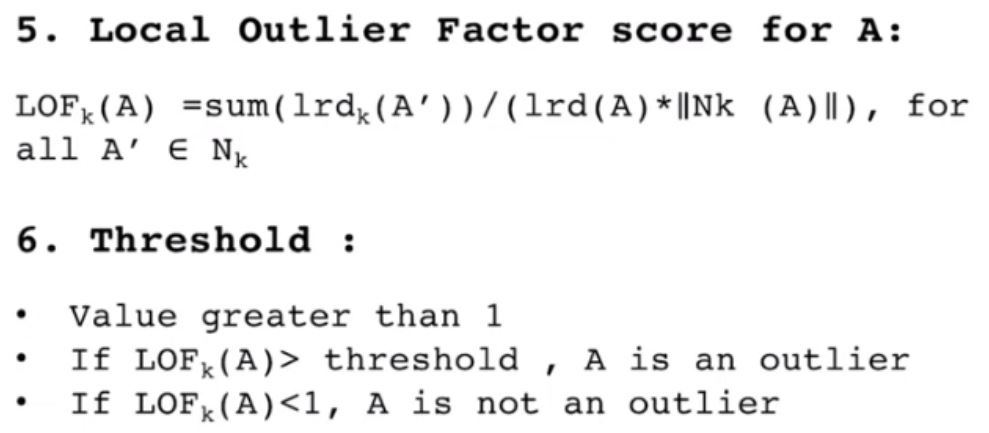 5. Local Outlier Factor score for A:
LOFₖ(A) =sum(lrdₖ(A′))/(lrd(A)*‖Nk (A)‖), for
all A′ ∈ Nₖ
6. Threshold :
• Value greater than 1
• If LOFₖ(A)> threshold , A is an outlier
• If LOFₖ(A)<1, A is not an outlier